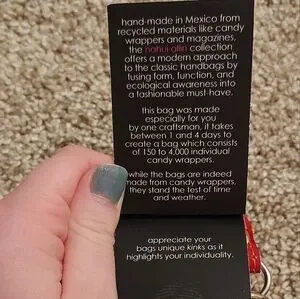 hand-made in Mexico from
recycled materials like candy
wrappers and magazines,
the nahui ollin collection
offers a modern approach
to the classic handbags by
fusing form, function, and
ecological awareness into
a fashionable must-have.
this bag was made
especially for you
by one craftsman, it takes
between 1 and 4 days to
create a bag which consists
of 150 to 4,000 individual
candy wrappers.
while the bags are indeed
made from candy wrappers,
they stand the test of time
and weather.
appreciate your
bags unique kinks as it
highlights your individuality.